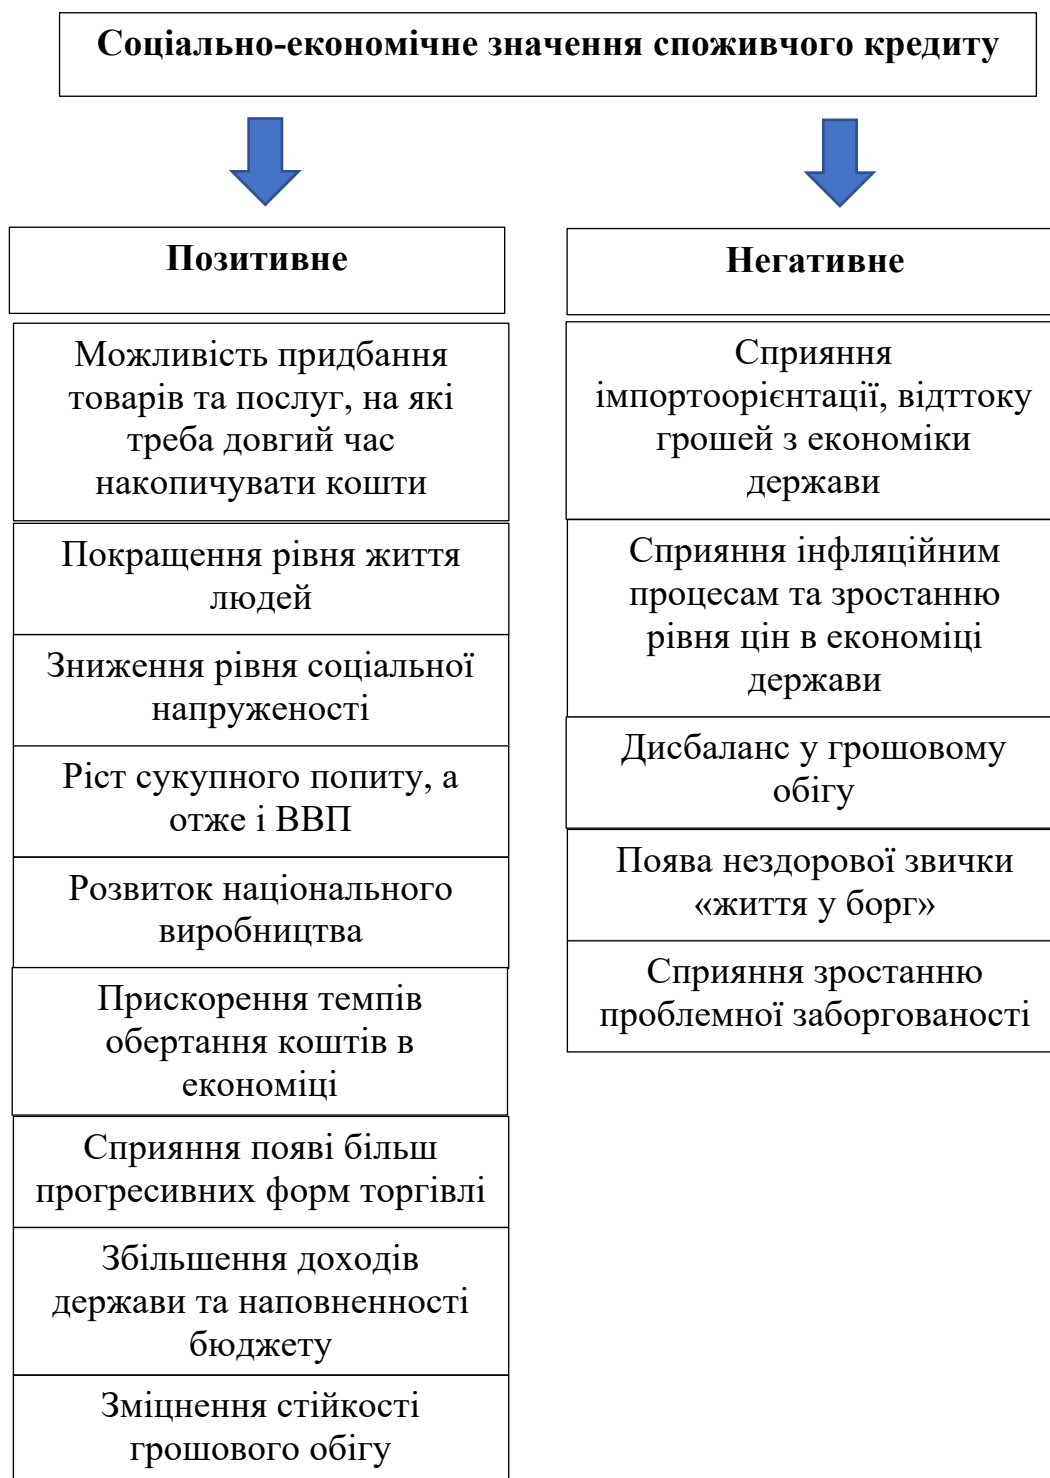 Соціально-економічне значення споживчого кредиту
Позитивне
Можливість придбання
товарів та послуг, на які
треба довгий час
накопичувати кошти
Покращення рівня життя
людей
Зниження рівня соціальної
напруженості
Ріст сукупного попиту, а
отже і ВВП
Розвиток національного
виробництва
Прискорення темпів
обертання коштів в
економіці
Сприяння появі більш
прогресивних форм торгівлі
Збільшення доходів
держави та наповненності
бюджету
Зміцнення стійкості
грошового обігу
Негативне
Сприяння
імпортоорієнтації, відттоку
грошей з економіки
держави
Сприяння інфляційним
процесам та зростанню
рівня цін в економіці
держави
Дисбаланс у грошовому
обігу
Поява нездорової звички
«життя у борг»
Сприяння зростанню
проблемної заборгованості